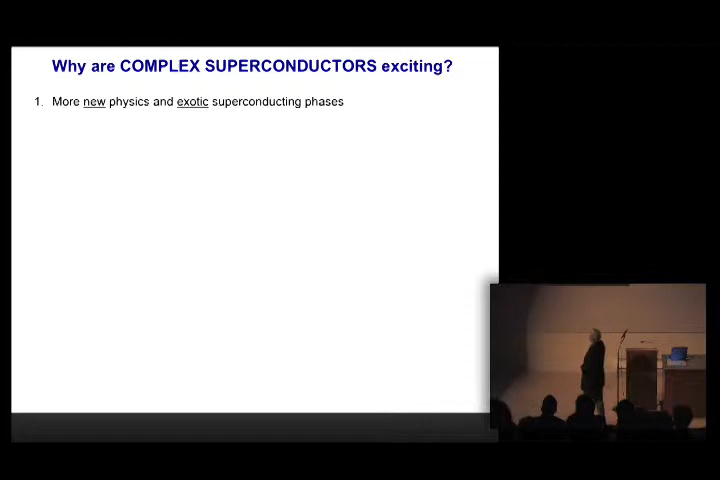 Why are COMPLEX SUPERCONDUCTORS exciting?
1. More new physics and exotic superconducting phases